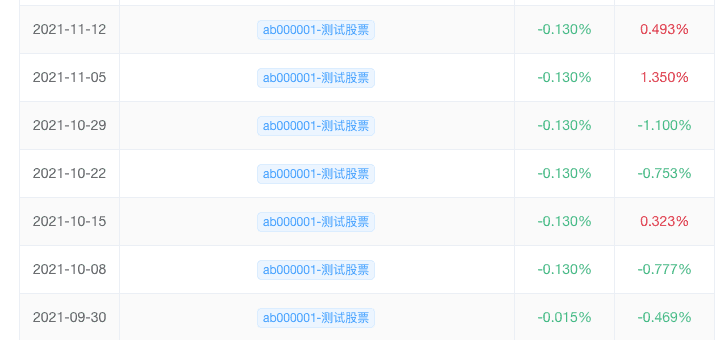 2021-11-12 ab000001-测试股票 -0.130% 0.493%
2021-11-05 ab000001-测试股票 -0.130% 1.350%
2021-10-29 ab000001-测试股票 -0.130% -1.100%
2021-10-22 ab000001-测试股票 -0.130% -0.753%
2021-10-15 ab000001-测试股票 -0.130% 0.323%
2021-10-08 ab000001-测试股票 -0.130% -0.777%
2021-09-30 ab000001-测试股票 -0.015% -0.469%